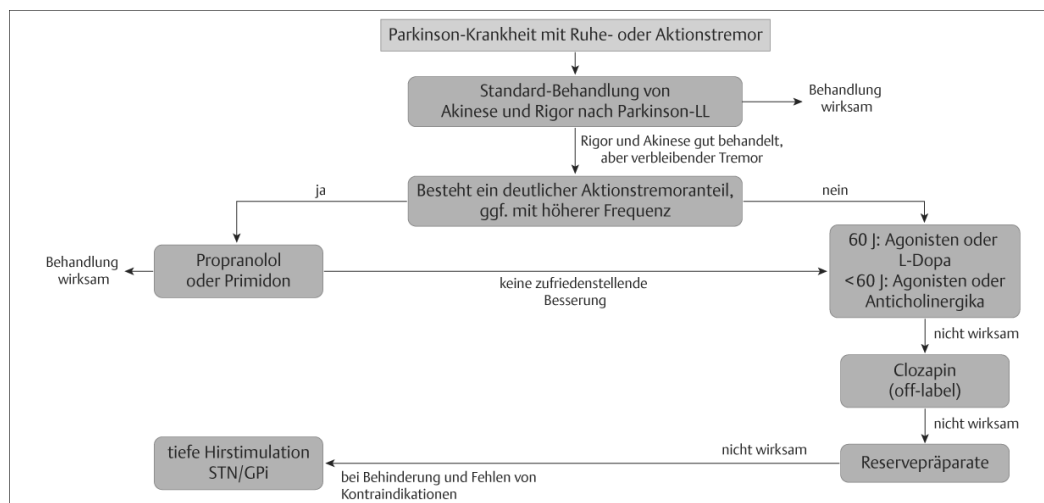 Parkinson-Krankheit mit Ruhe- oder Aktionstremor
Standard-Behandlung von
Akinese und Rigor nach Parkinson-LL
Behandlung
wirksam
Rigor und Akinese gut behandelt,
aber verbleibender Tremor
ja
Besteht ein deutlicher Aktionstremoranteil,
ggf. mit höherer Frequenz
nein
Behandlung
wirksam
Propranolol
oder Primidon
keine zufriedenstellende
Besserung
60 J: Agonisten oder
L-Dopa
<60 J: Agonisten oder
Anticholinergika
nicht wirksam
Clozapin
(off-label)
nicht wirksam
tiefe Hirstimulation
STN/GPi
nicht wirksam
bei Behinderung und Fehlen von
Kontraindikationen
Reservepräparate